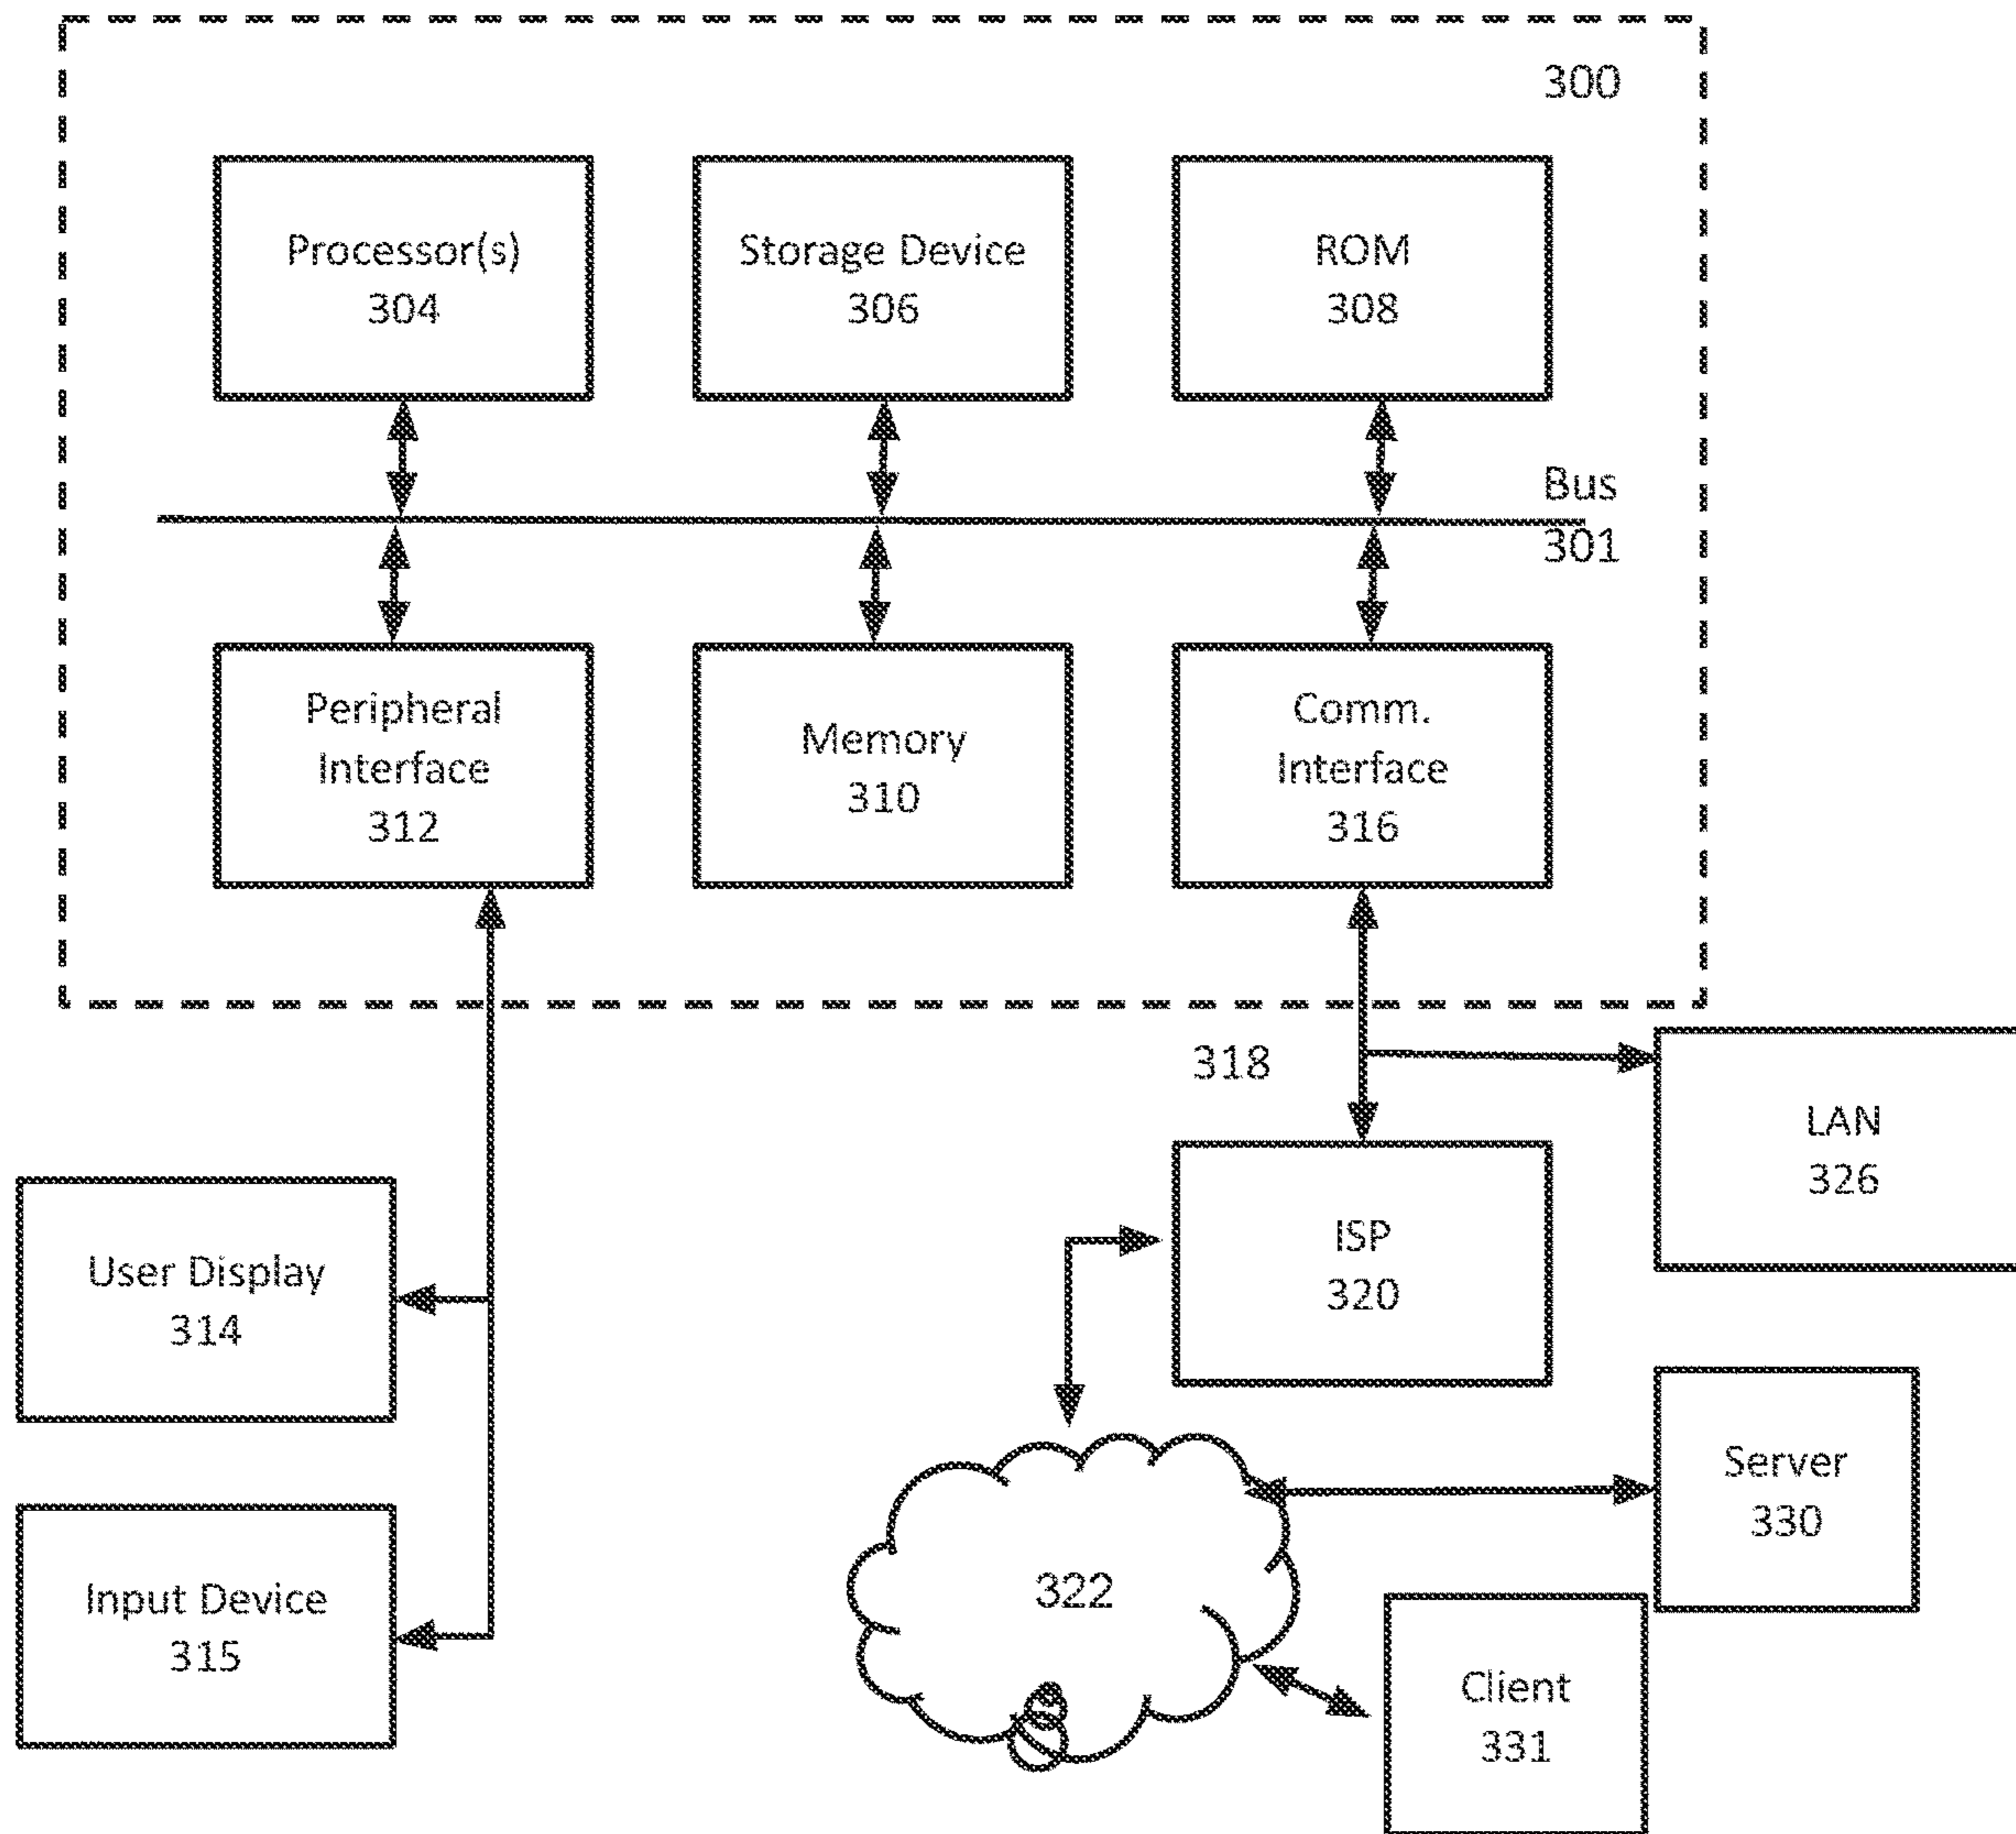 300
Processor(s)
304
Storage Device
306
ROM
308
Bus
301
Peripheral
Interface
312
Memory
310
Comm.
Interface
316
318
LAN
326
User Display
314
ISP
320
Server
330
Input Device
315
322
Client
331